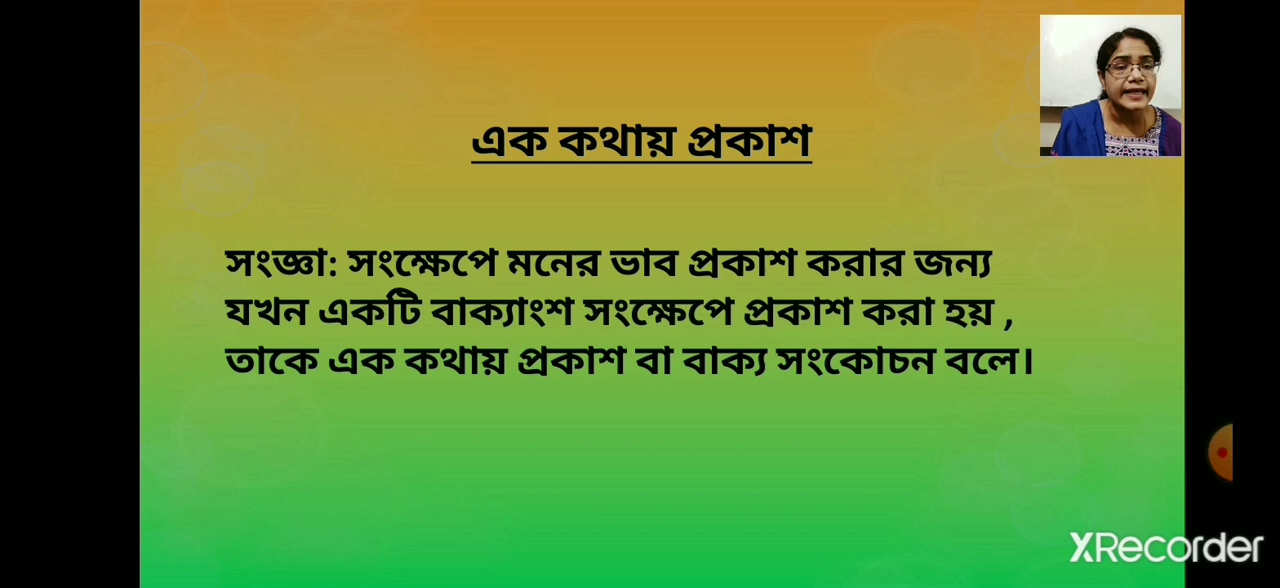 এক কথায় প্রকাশ
সংজ্ঞা: সংক্ষেপে মনের ভাব প্রকাশ করার জন্য
যখন একটি বাক্যাংশ সংক্ষেপে প্রকাশ করা হয় ,
তাকে এক কথায় প্রকাশ বা বাক্য সংকোচন বলে।
XRecorder